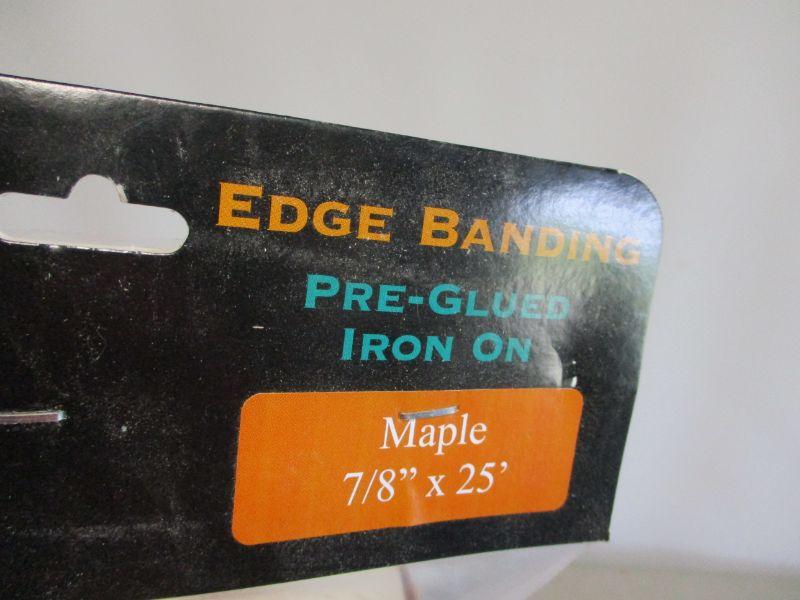 EDGE BANDING
PRE-GLUED
IRON ON
Maple
7/8” x 25’